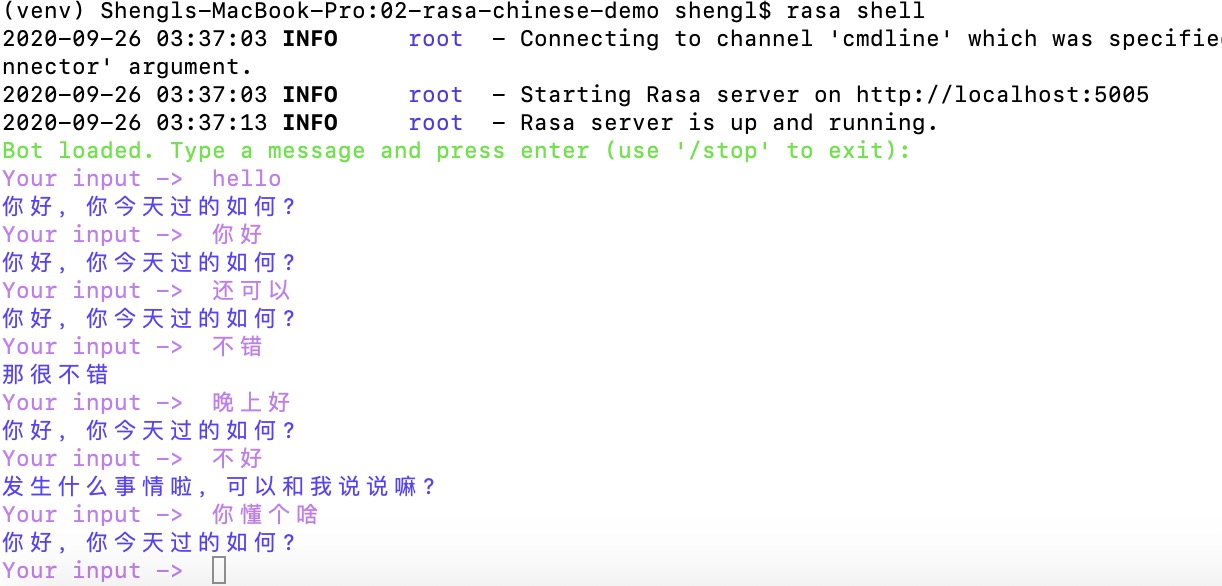 (venv) Shengls-MacBook-Pro:02-rasa-chinese-demo shengl$ rasa shell
2020-09-26 03:37:03 INFO     root  - Connecting to channel 'cmdline' which was specifie
nnector' argument.
2020-09-26 03:37:03 INFO     root  - Starting Rasa server on http://localhost:5005
2020-09-26 03:37:13 INFO     root  - Rasa server is up and running.
Bot loaded. Type a message and press enter (use '/stop' to exit):
Your input ->  hello
你好，你今天过的如何？
Your input ->  你好
你好，你今天过的如何？
Your input ->  还可以
你好，你今天过的如何？
Your input ->  不错
那很不错
Your input ->  晚上好
你好，你今天过的如何？
Your input ->  不好
发生什么事情啦，可以和我说说嘛？
Your input ->  你懂个啥
你好，你今天过的如何？
Your input ->